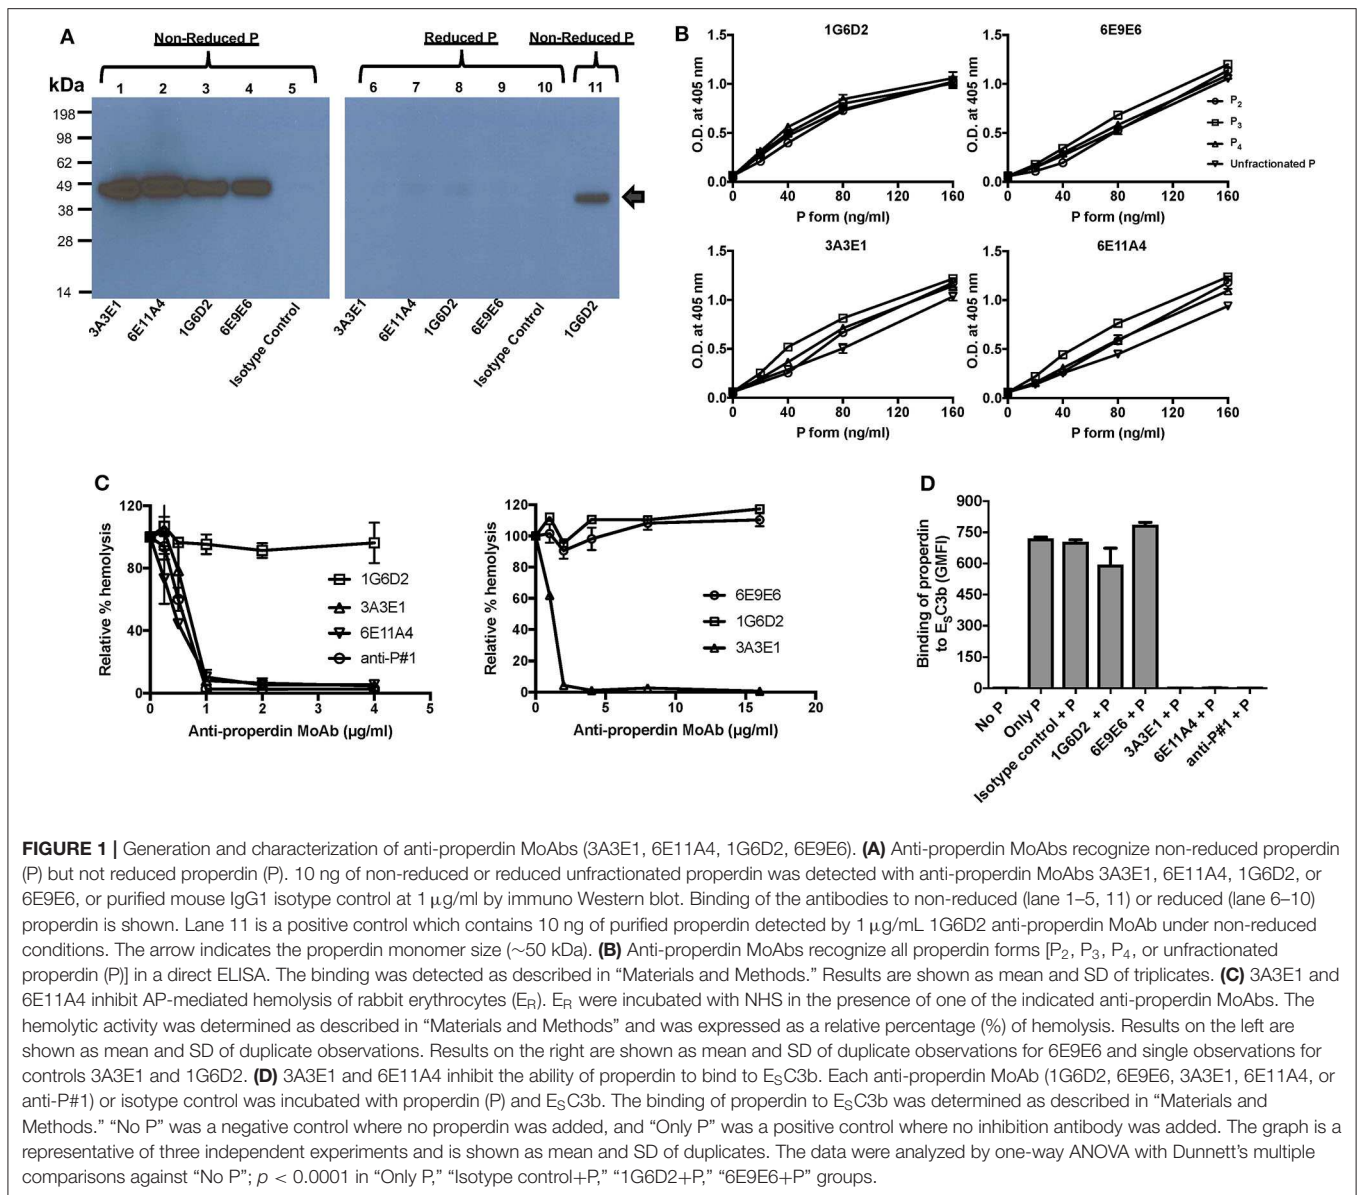 A
Non-Reduced P
Reduced P
Non-Reduced P
kDa
1 2 3 4 5
6 7 8 9 10 11
198
98
62
49
38
28
14
3A3E1
6E11A4
1G6D2
6E9E6
Isotype Control
3A3E1
6E11A4
1G6D2
6E9E6
Isotype Control
1G6D2
B
1G6D2
O.D. at 405 nm
1.5
1.0
0.5
0.0
0 40 80 120 160
P form (ng/ml)
6E9E6
O.D. at 405 nm
1.5
1.0
0.5
0.0
0 40 80 120 160
P form (ng/ml)
P2
P3
P4
Unfractionated P
3A3E1
O.D. at 405 nm
1.5
1.0
0.5
0.0
0 40 80 120 160
P form (ng/ml)
6E11A4
O.D. at 405 nm
1.5
1.0
0.5
0.0
0 40 80 120 160
P form (ng/ml)
C
Relative % hemolysis
120
80
40
0
0 1 2 3 4 5
Anti-properdin MoAb (µg/ml)
1G6D2
3A3E1
6E11A4
anti-P#1
Relative % hemolysis
120
100
80
60
40
20
0
0 5 10 15 20
Anti-properdin MoAb (µg/ml)
6E9E6
1G6D2
3A3E1
D
Binding of properdin
to ESC3b (GMFI)
900
750
600
450
300
150
0
No P
Only P
Isotype control + P
1G6D2 + P
6E9E6 + P
3A3E1 + P
6E11A4 + P
anti-P#1 + P
FIGURE 1 | Generation and characterization of anti-properdin MoAbs (3A3E1, 6E11A4, 1G6D2, 6E9E6). (A) Anti-properdin MoAbs recognize non-reduced properdin
(P) but not reduced properdin (P). 10 ng of non-reduced or reduced unfractionated properdin was detected with anti-properdin MoAbs 3A3E1, 6E11A4, 1G6D2, or
6E9E6, or purified mouse IgG1 isotype control at 1 µg/ml by immuno Western blot. Binding of the antibodies to non-reduced (lane 1–5, 11) or reduced (lane 6–10)
properdin is shown. Lane 11 is a positive control which contains 10 ng of purified properdin detected by 1 µg/mL 1G6D2 anti-properdin MoAb under non-reduced
conditions. The arrow indicates the properdin monomer size (∼50 kDa). (B) Anti-properdin MoAbs recognize all properdin forms [P2, P3, P4, or unfractionated
properdin (P)] in a direct ELISA. The binding was detected as described in “Materials and Methods.” Results are shown as mean and SD of triplicates. (C) 3A3E1 and
6E11A4 inhibit AP-mediated hemolysis of rabbit erythrocytes (ER). ER were incubated with NHS in the presence of one of the indicated anti-properdin MoAbs. The
hemolytic activity was determined as described in “Materials and Methods” and was expressed as a relative percentage (%) of hemolysis. Results on the left are
shown as mean and SD of duplicate observations. Results on the right are shown as mean and SD of duplicate observations for 6E9E6 and single observations for
controls 3A3E1 and 1G6D2. (D) 3A3E1 and 6E11A4 inhibit the ability of properdin to bind to ESC3b. Each anti-properdin MoAb (1G6D2, 6E9E6, 3A3E1, 6E11A4, or
anti-P#1) or isotype control was incubated with properdin (P) and ESC3b. The binding of properdin to ESC3b was determined as described in “Materials and
Methods.” “No P” was a negative control where no properdin was added, and “Only P” was a positive control where no inhibition antibody was added. The graph is a
representative of three independent experiments and is shown as mean and SD of duplicates. The data were analyzed by one-way ANOVA with Dunnett’s multiple
comparisons against “No P”; p < 0.0001 in “Only P,” “Isotype control+P,” “1G6D2+P,” “6E9E6+P” groups.